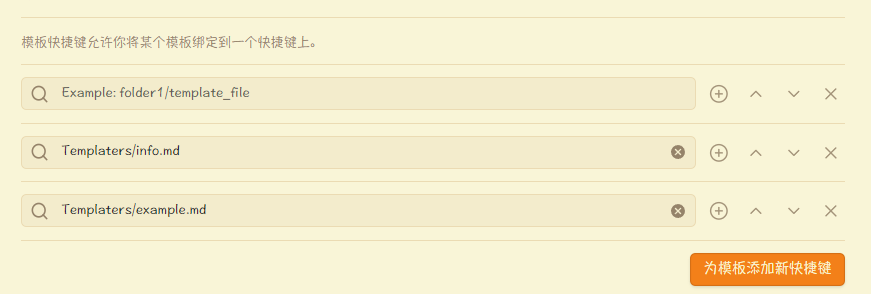 模板快捷键允许你将某个模板绑定到一个快捷键上。
Example: folder1/template_file
Templaters/info.md
Templaters/example.md
为模板添加新快捷键